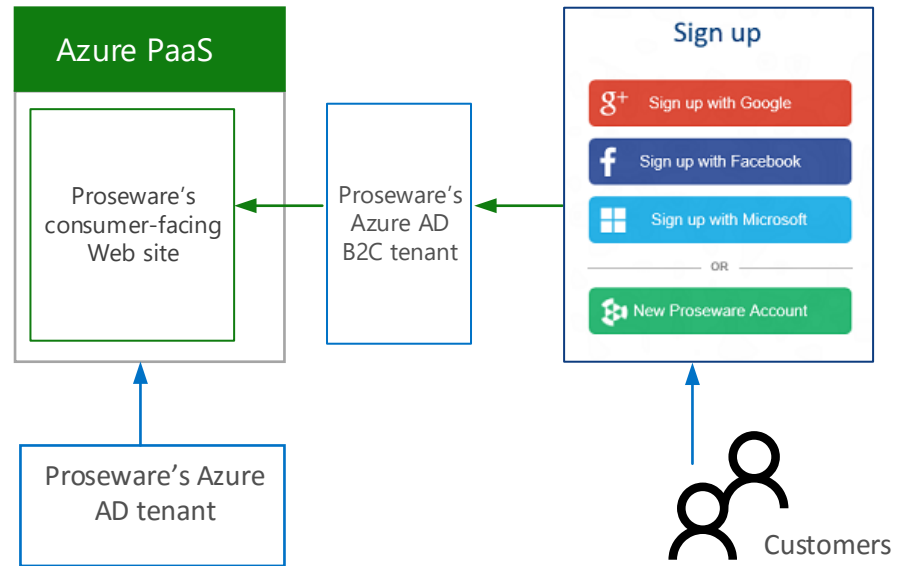 Azure PaaS
Proseware's
consumer-facing
Web site
Proseware's
Azure AD
B2C tenant
Sign up
g+ Sign up with Google
f Sign up with Facebook
Sign up with Microsoft
OR
New Proseware Account
Proseware's Azure
AD tenant
Customers